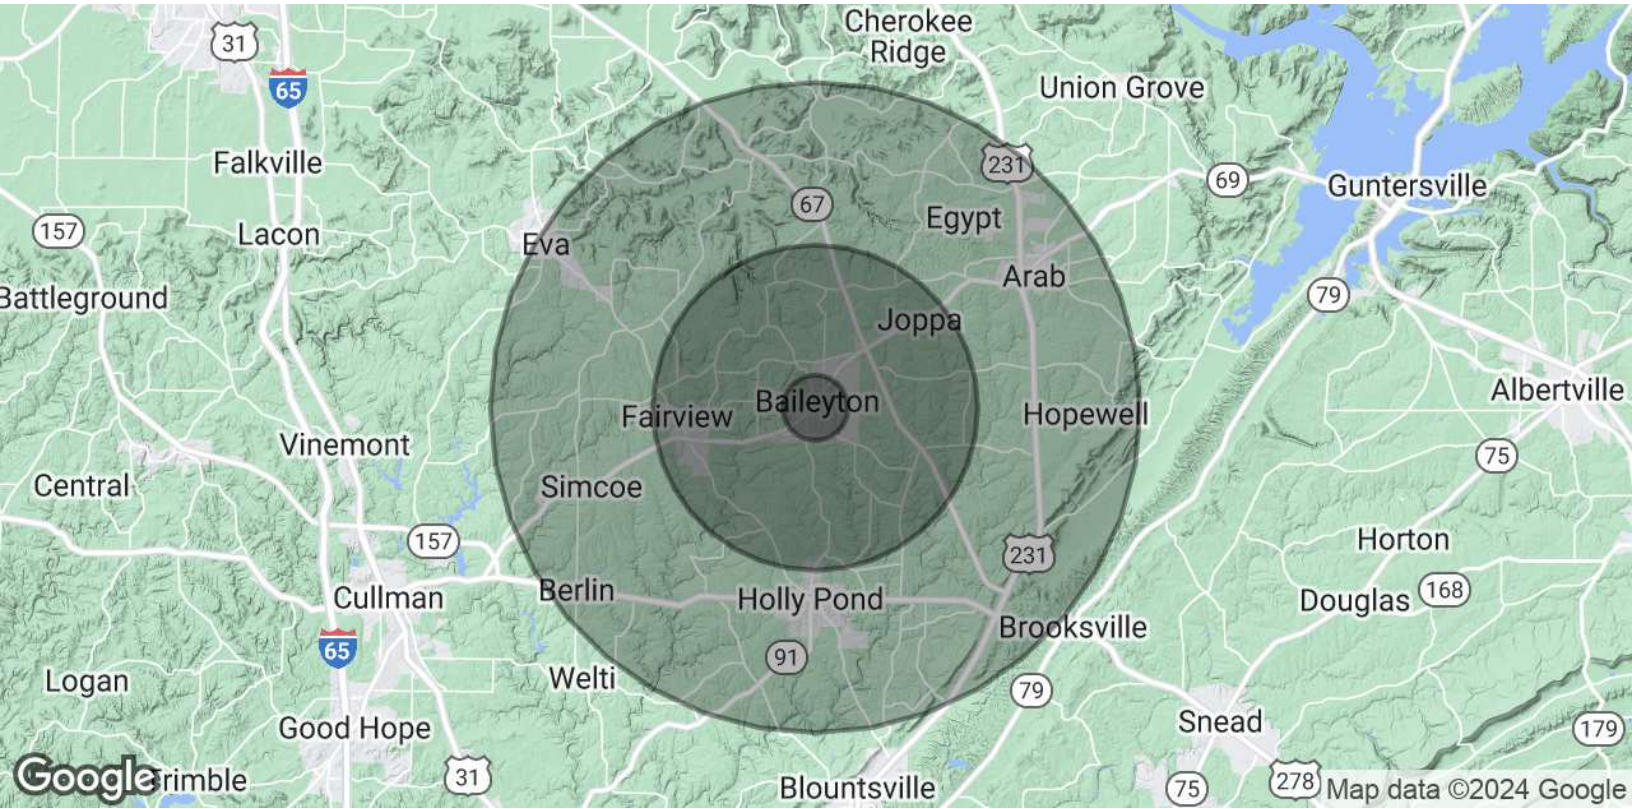 Cherokee
Ridge
31
65
Union Grove
Falkville
231
69
Guntersville
67
157
Lacon
Egypt
Eva
Arab
Battleground
79
Joppa
Albertville
Baileyton
Fairview
Hopewell
Vinemont
75
Central
Simcoe
157
231
Horton
Berlin
168
Cullman
Holly Pond
Douglas
Brooksville
65
91
Welti
Logan
79
Snead
Good Hope
179
Google
Trimble
31
Blountsville
75
278
Map data ©2024 Google